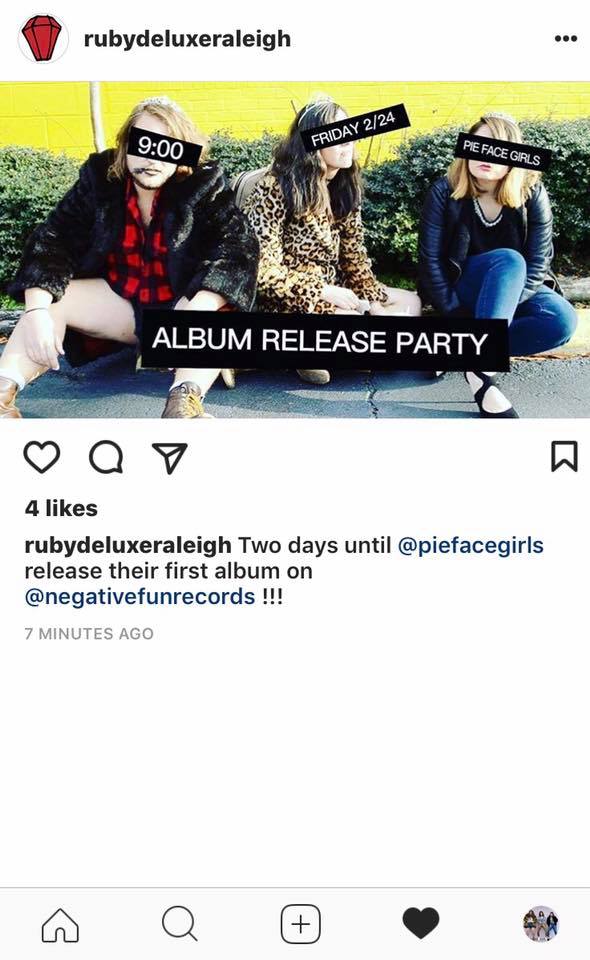 rubydeluxeraleigh
9:00
FRIDAY 2/24
PIE FACE GIRLS
ALBUM RELEASE PARTY
4 likes
rubydeluxeraleigh Two days until @piefacegirls
release their first album on
@negativefunrecords !!!
7 MINUTES AGO